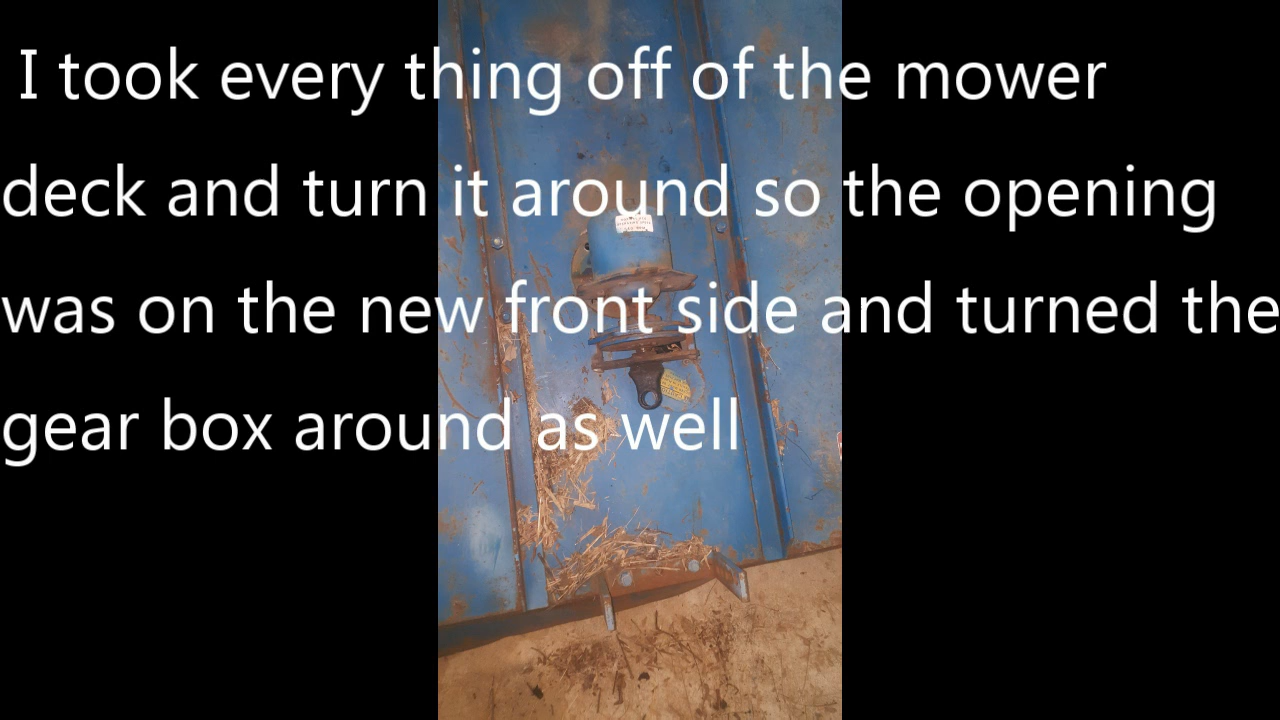 I took every thing off of the mower
deck and turn it around so the opening
was on the new front side and turned the
gear box around as well